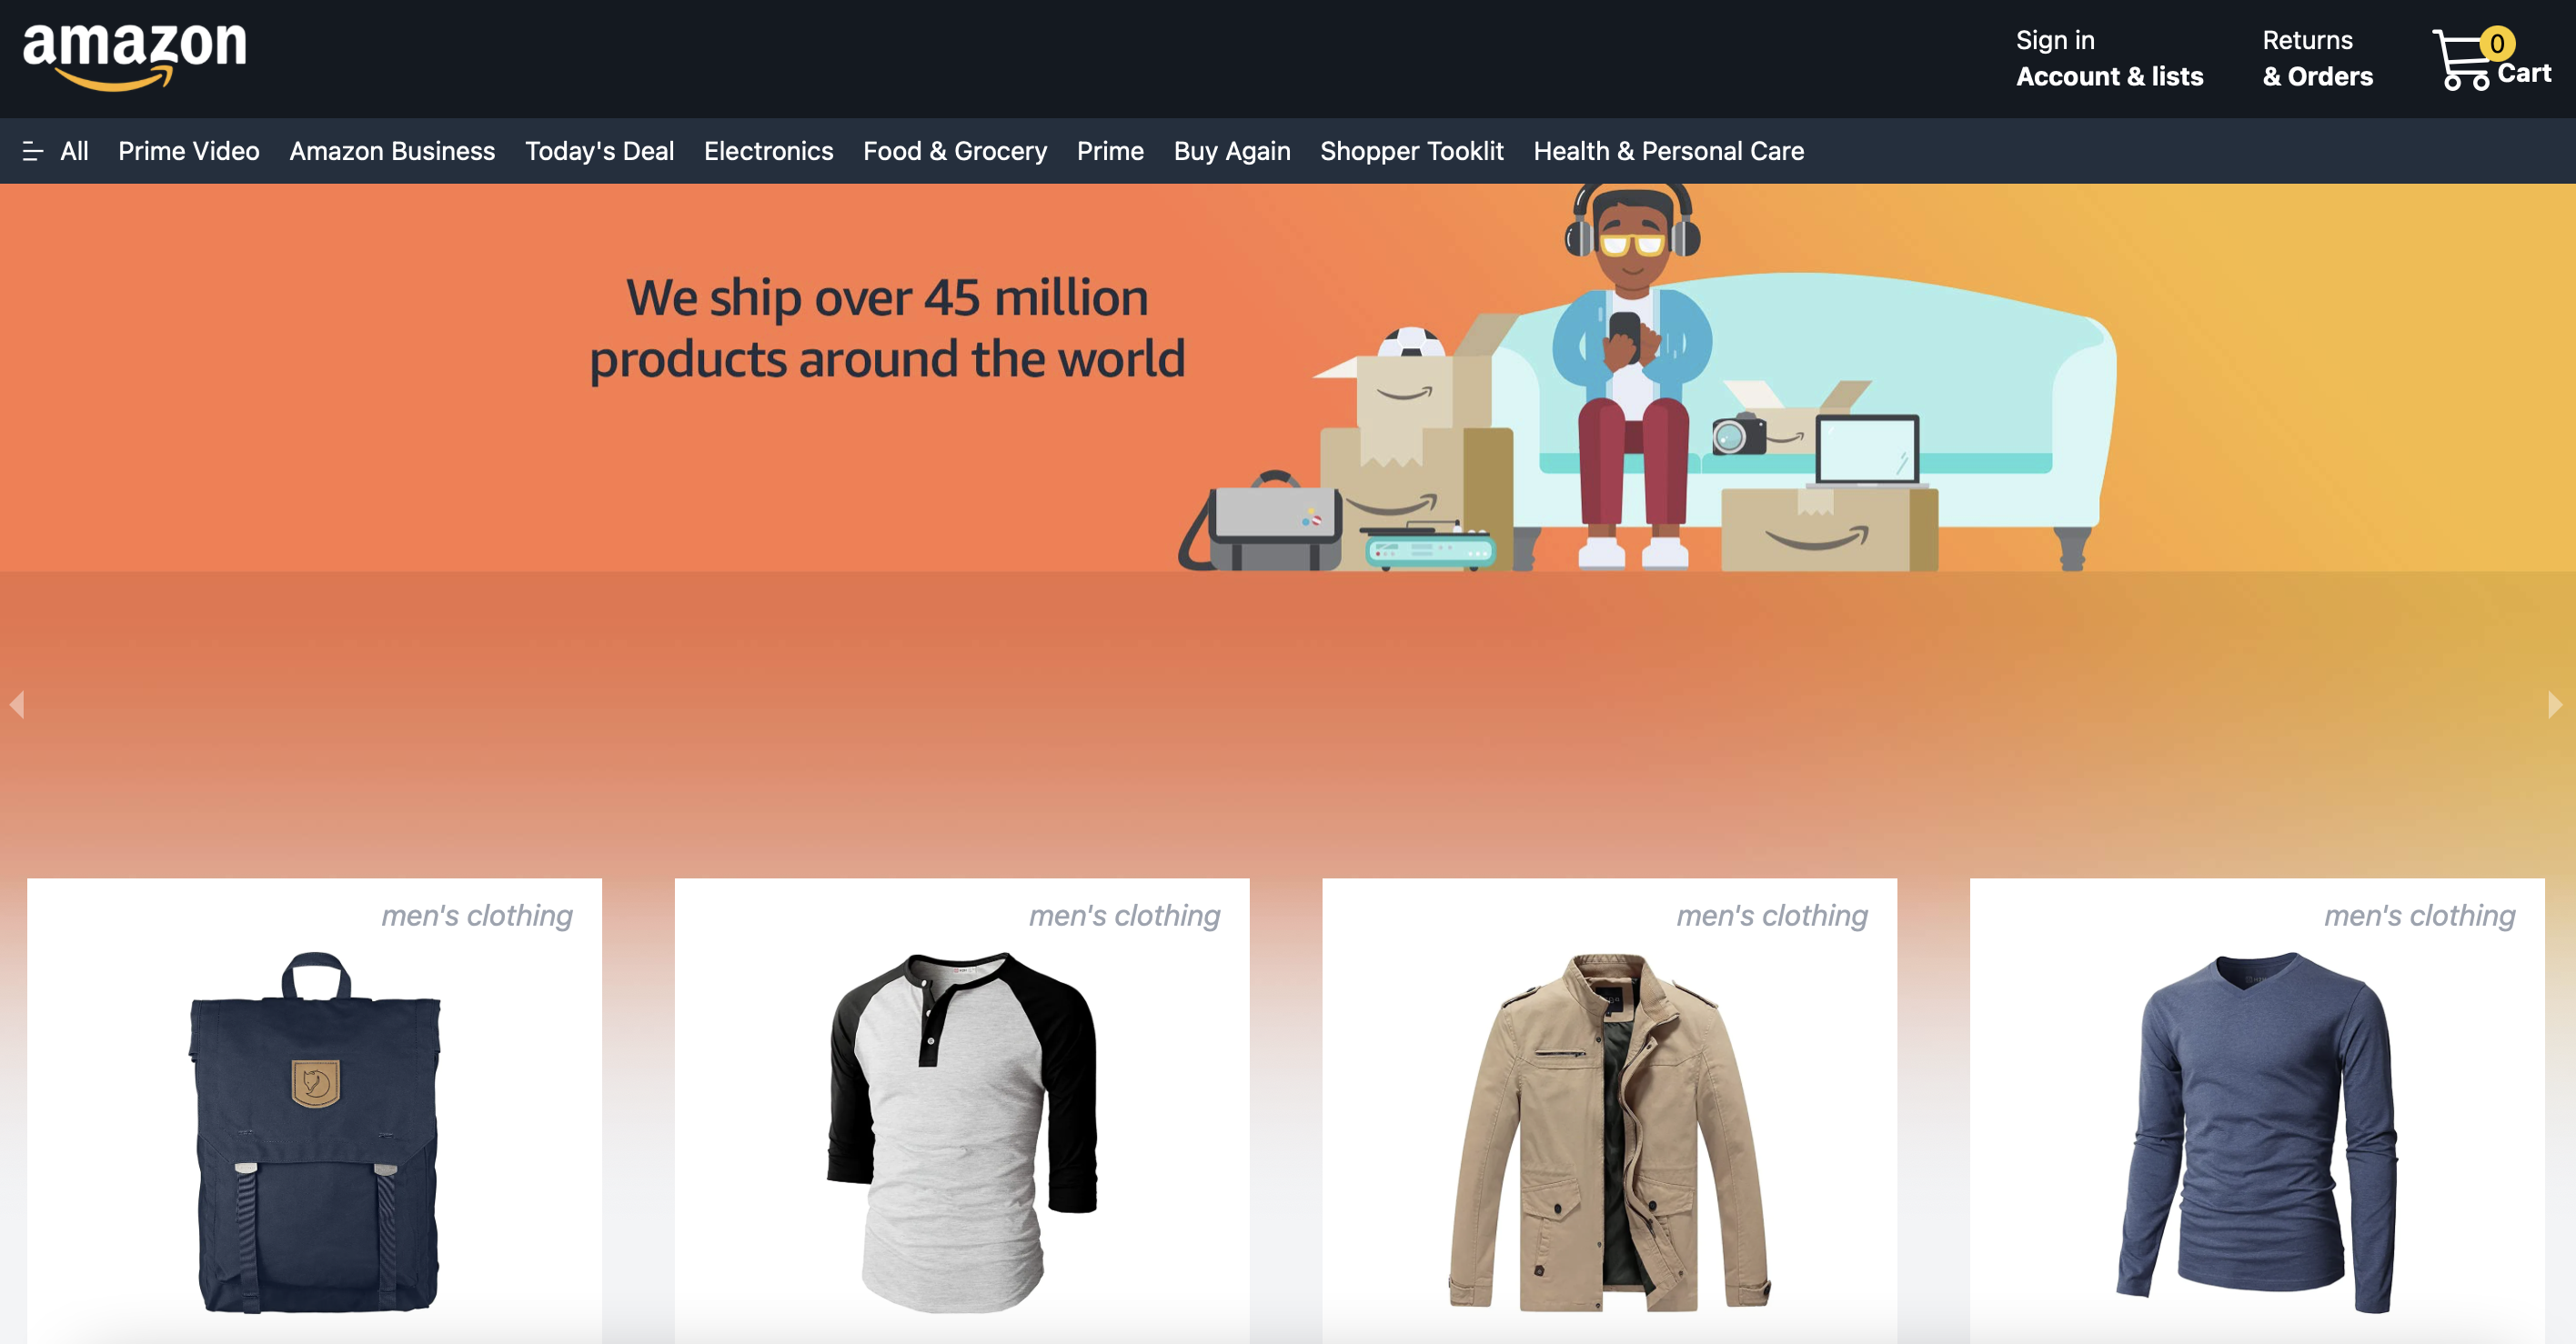 amazon
Sign in
Account & lists
Returns
& Orders
0
Cart
All
Prime Video
Amazon Business
Today's Deal
Electronics
Food & Grocery
Prime
Buy Again
Shopper Tooklit
Health & Personal Care
We ship over 45 million
products around the world
men's clothing
men's clothing
men's clothing
men's clothing